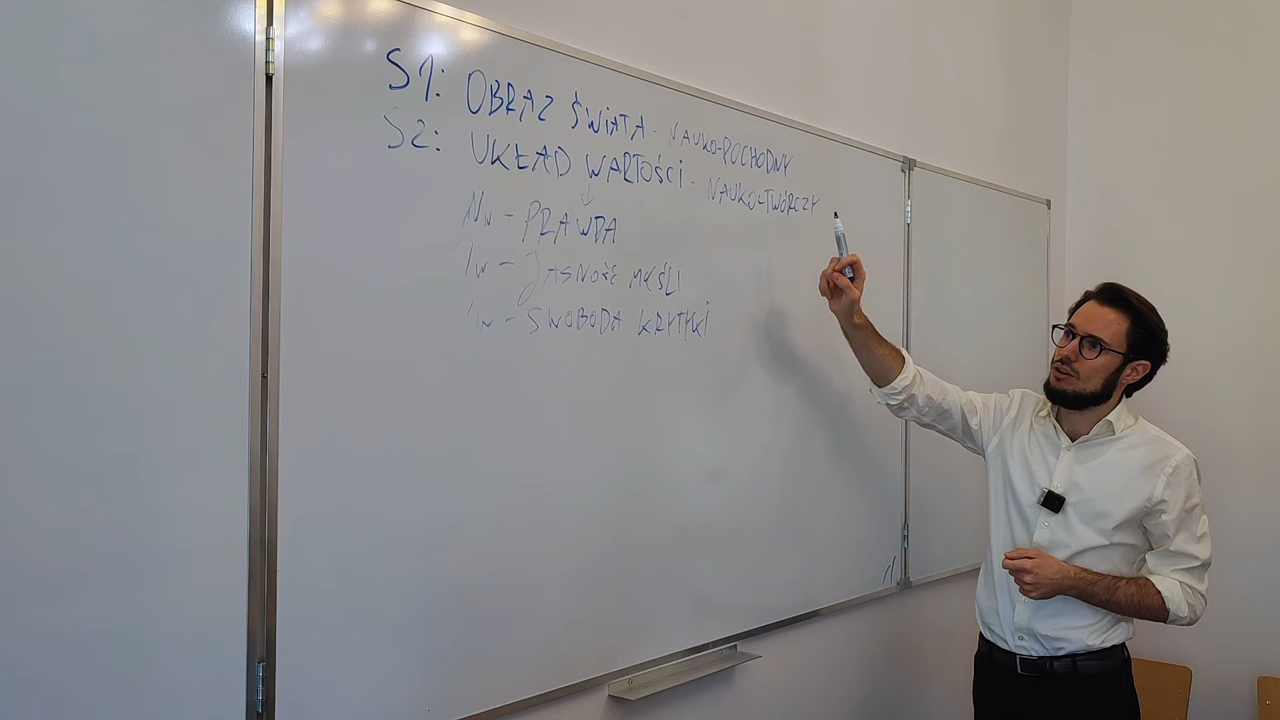 S1: OBRAZ ŚWIATA - NAUKO-POCHODNY
S2: UKŁAD WARTOŚCI - NAUKOTWÓRCZY
Nw - PRAWDA
Iw - JASNOŚĆ MYŚLI
Iw - SWOBODA KRYTYKI